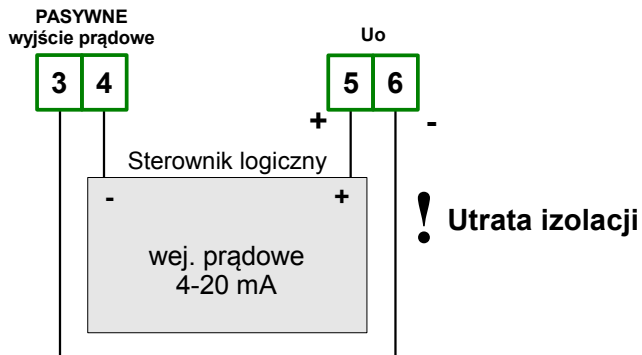 PASYWNE
wyjście prądowe
Uo
3 4
5 6
+ -
Sterownik logiczny
- +
! Utrata izolacji
wej. prądowe
4-20 mA